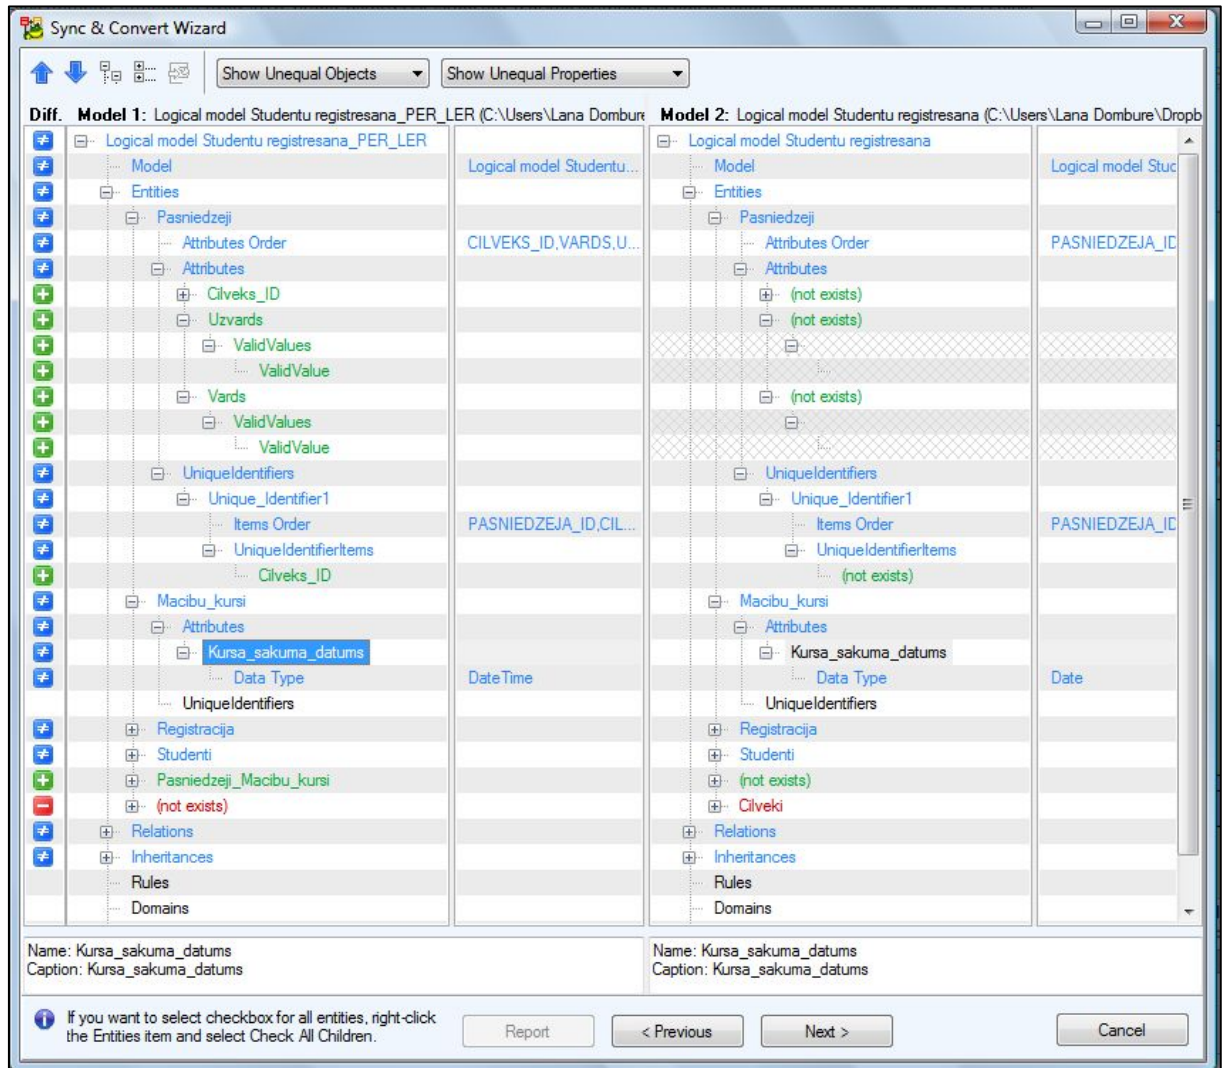 Sync & Convert Wizard
Show Unequal Objects Show Unequal Properties
Diff. Model 1: Logical model Studentu registresana_PER_LER (C:\Users\Lana Dombure Model 2: Logical model Studentu registresana (C:\Users\Lana Dombure\Dropb
Logical model Studentu registresana_PER_LER Logical model Studentu registresana
Model Logical model Studentu... Model Logical model Stud
Entities Entities
Pasniedzeji Pasniedzeji
Attributes Order CILVEKS_ID,VARDS,U... Attributes Order PASNIEDZEJA_ID
Attributes Attributes
Cilveks_ID (not exists)
Uzvards (not exists)
ValidValues
ValidValue
Vards (not exists)
ValidValues
ValidValue
UniqueIdentifiers UniqueIdentifiers
Unique_Identifier1 Unique_Identifier1
Items Order PASNIEDZEJA_ID,CIL... Items Order PASNIEDZEJA_ID
UniqueIdentifierItems UniqueIdentifierItems
Cilveks_ID (not exists)
Macibu_kursi Macibu_kursi
Attributes Attributes
Kursa_sakuma_datums Kursa_sakuma_datums
Data Type DateTime Data Type Date
UniqueIdentifiers UniqueIdentifiers
Registracija Registracija
Studenti Studenti
Pasniedzeji_Macibu_kursi (not exists)
(not exists) Cilveki
Relations Relations
Inheritances Inheritances
Rules Rules
Domains Domains
Name: Kursa_sakuma_datums Name: Kursa_sakuma_datums
Caption: Kursa_sakuma_datums Caption: Kursa_sakuma_datums
If you want to select checkbox for all entities, right-click
the Entities item and select Check All Children.
Report < Previous Next > Cancel